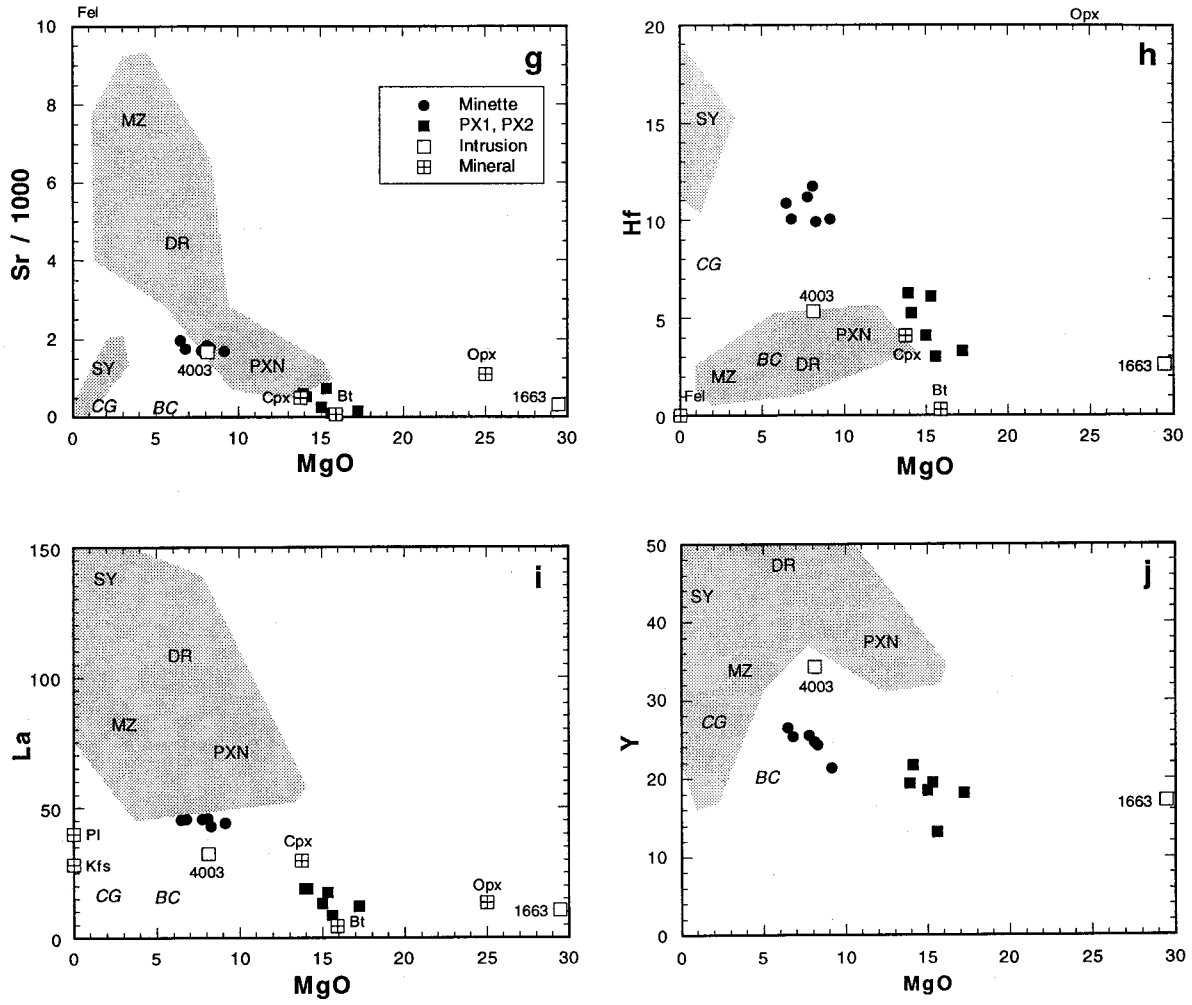 Fel
10
g
Minette
PX1, PX2
Intrusion
Mineral
8
6
4
2
0
Sr / 1000
MZ
DR
SY
4003
PXN
CG
BC
Cpx
Bt
Opx
1663
0 5 10 15 20 25 30
MgO
Opx
20
h
15
10
5
0
Hf
SY
CG
4003
PXN
BC
DR
MZ
Cpx
Fel
Bt
1663
0 5 10 15 20 25 30
MgO
150
i
100
50
0
La
SY
DR
MZ
PXN
Pl
Kfs
4003
CG
BC
Cpx
Bt
Opx
1663
0 5 10 15 20 25 30
MgO
50
j
40
30
20
10
0
Y
DR
SY
PXN
MZ
4003
CG
BC
1663
0 5 10 15 20 25 30
MgO